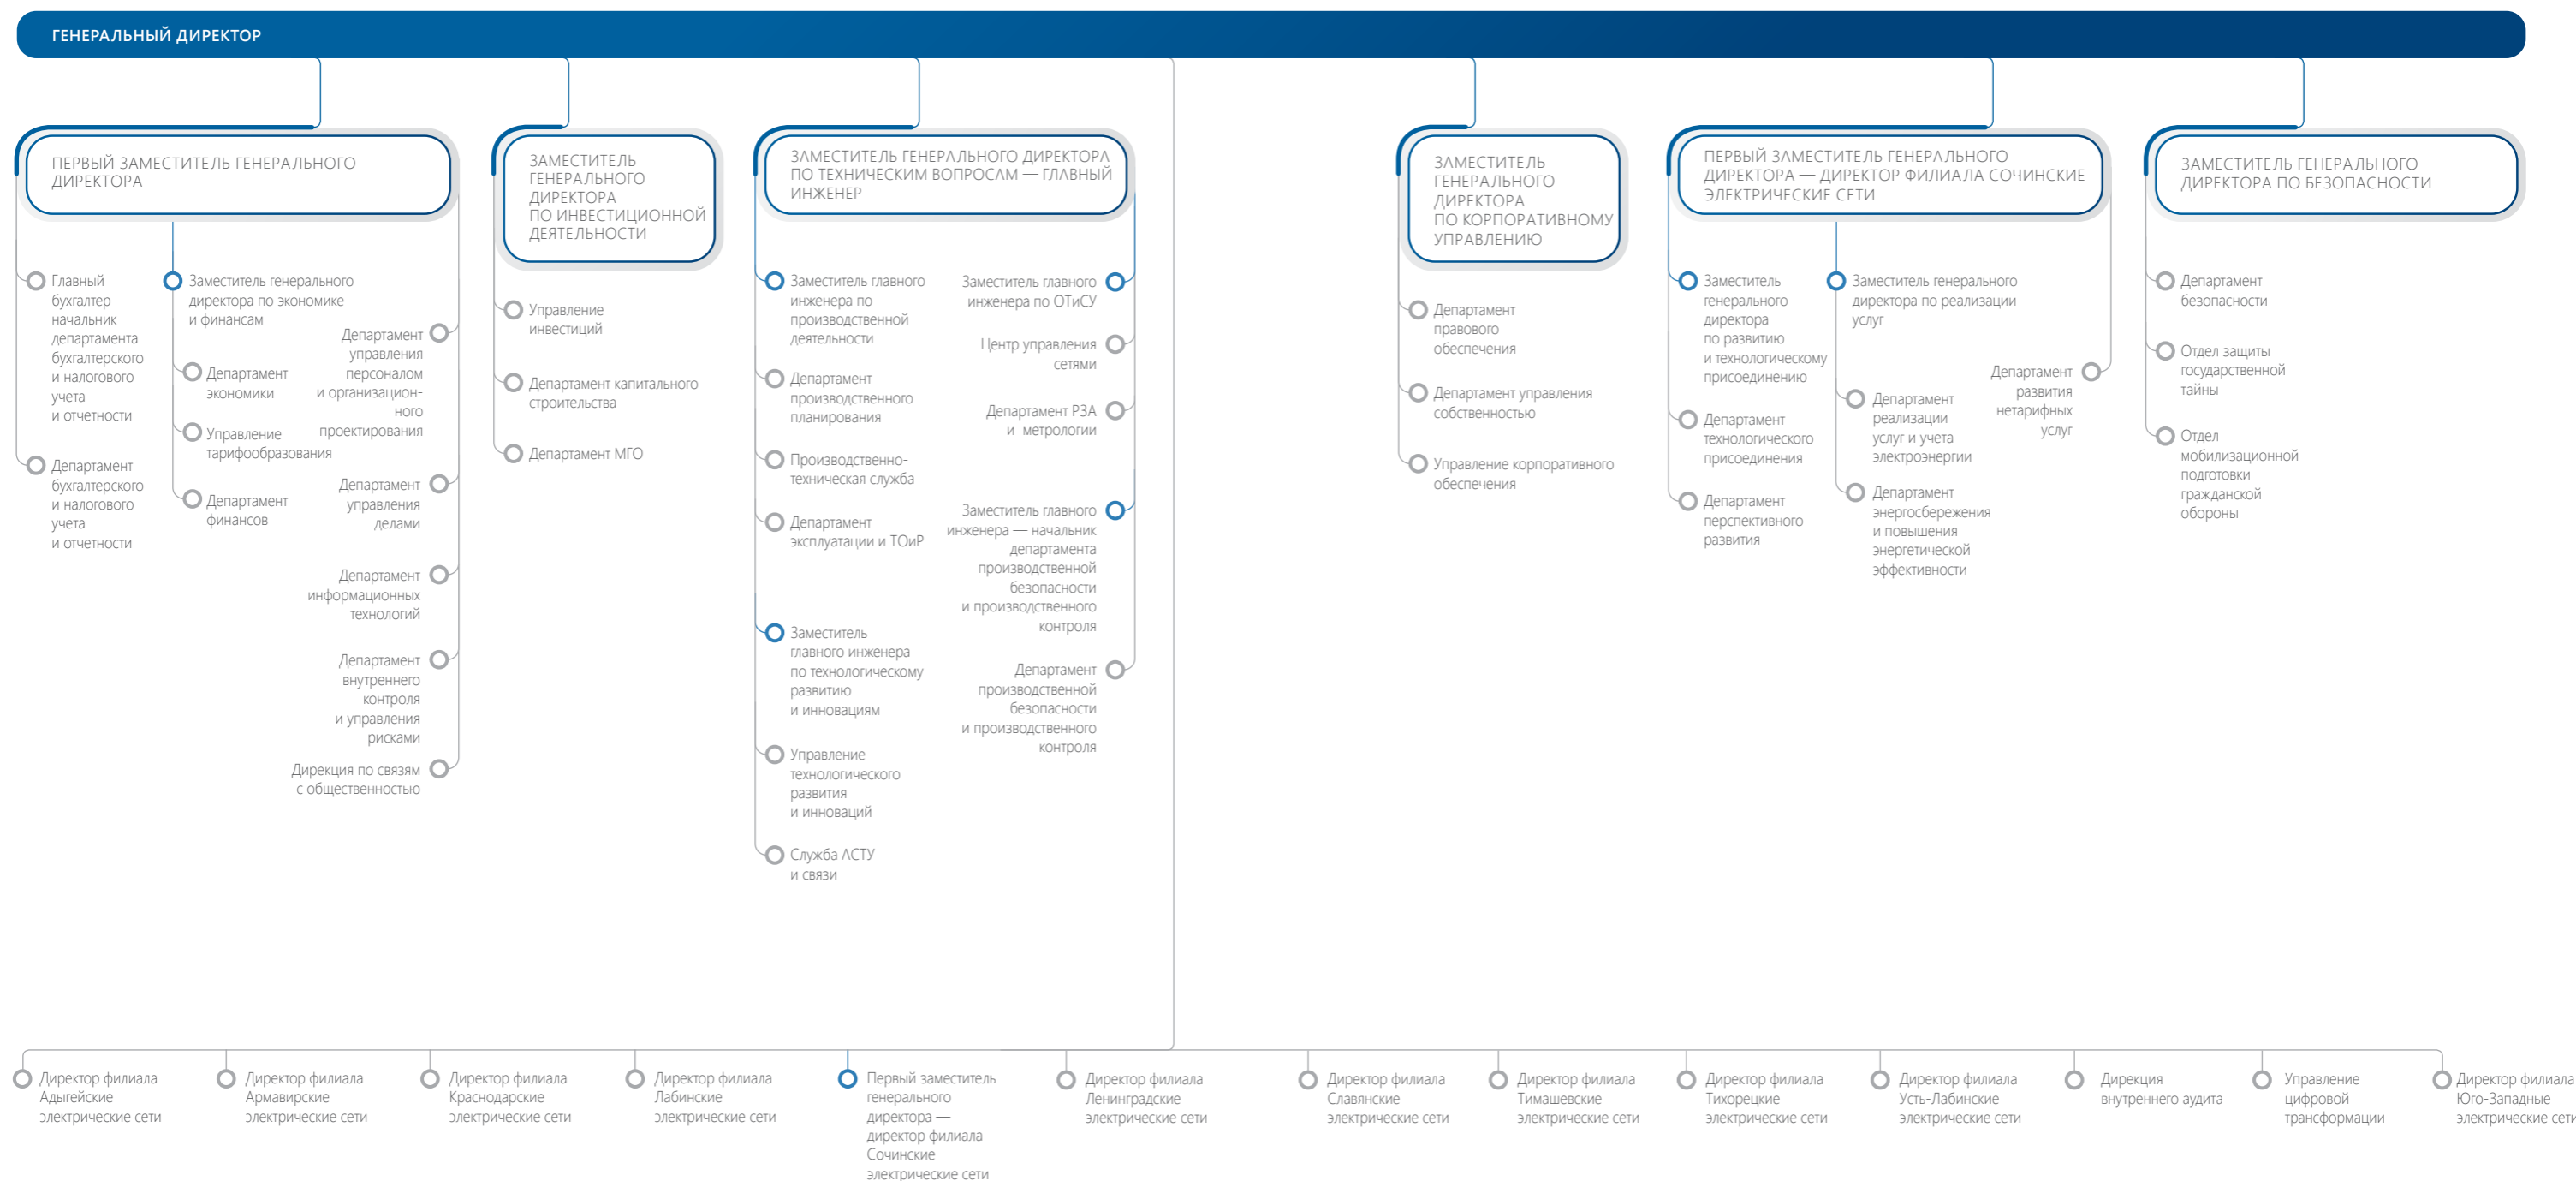 ГЕНЕРАЛЬНЫЙ ДИРЕКТОР
ПЕРВЫЙ ЗАМЕСТИТЕЛЬ ГЕНЕРАЛЬНОГО
ДИРЕКТОРА
Главный
бухгалтер –
начальник
департамента
бухгалтерского
и налогового
учета
и отчетности
Департамент
бухгалтерского
и налогового
учета
и отчетности
Заместитель генерального
директора по экономике
и финансам
Департамент
экономики
Управление
тарифообразования
Департамент
финансов
Департамент
управления
персоналом
и организацион-
ного
проектирования
Департамент
управления
делами
Департамент
информационных
технологий
Департамент
внутреннего
контроля
и управления
рисками
Дирекция по связям
с общественностью
ЗАМЕСТИТЕЛЬ
ГЕНЕРАЛЬНОГО
ДИРЕКТОРА
ПО ИНВЕСТИЦИОННОЙ
ДЕЯТЕЛЬНОСТИ
Управление
инвестиций
Департамент капитального
строительства
Департамент МГО
ЗАМЕСТИТЕЛЬ ГЕНЕРАЛЬНОГО ДИРЕКТОРА
ПО ТЕХНИЧЕСКИМ ВОПРОСАМ — ГЛАВНЫЙ
ИНЖЕНЕР
Заместитель главного
инженера по
производственной
деятельности
Департамент
производственного
планирования
Производственно-
техническая служба
Департамент
эксплуатации и ТОиР
Заместитель
главного инженера
по технологическому
развитию
и инновациям
Управление
технологического
развития
и инноваций
Служба АСТУ
и связи
Заместитель главного
инженера по ОТиСУ
Центр управления
сетями
Департамент РЗА
и метрологии
Заместитель главного
инженера — начальник
департамента
производственной
безопасности
и производственного
контроля
Департамент
производственной
безопасности
и производственного
контроля
ЗАМЕСТИТЕЛЬ
ГЕНЕРАЛЬНОГО
ДИРЕКТОРА
ПО КОРПОРАТИВНОМУ
УПРАВЛЕНИЮ
Департамент
правового
обеспечения
Департамент управления
собственностью
Управление корпоративного
обеспечения
ПЕРВЫЙ ЗАМЕСТИТЕЛЬ ГЕНЕРАЛЬНОГО
ДИРЕКТОРА — ДИРЕКТОР ФИЛИАЛА СОЧИНСКИЕ
ЭЛЕКТРИЧЕСКИЕ СЕТИ
Заместитель
генерального
директора
по развитию
и технологическому
присоединению
Департамент
технологического
присоединения
Департамент
перспективного
развития
Заместитель генерального
директора по реализации
услуг
Департамент
реализации
услуг и учета
электроэнергии
Департамент
энергосбережения
и повышения
энергетической
эффективности
Департамент
развития
нетарифных
услуг
ЗАМЕСТИТЕЛЬ ГЕНЕРАЛЬНОГО
ДИРЕКТОРА ПО БЕЗОПАСНОСТИ
Департамент
безопасности
Отдел защиты
государственной
тайны
Отдел
мобилизационной
подготовки
гражданской
обороны
Директор филиала
Адыгейские
электрические сети
Директор филиала
Армавирские
электрические сети
Директор филиала
Краснодарские
электрические сети
Директор филиала
Лабинские
электрические сети
Первый заместитель
генерального
директора —
директор филиала
Сочинские
электрические сети
Директор филиала
Ленинградские
электрические сети
Директор филиала
Славянские
электрические сети
Директор филиала
Тимашевские
электрические сети
Директор филиала
Тихорецкие
электрические сети
Директор филиала
Усть-Лабинские
электрические сети
Дирекция
внутреннего аудита
Управление
цифровой
трансформации
Директор филиала
Юго-Западные
электрические сети